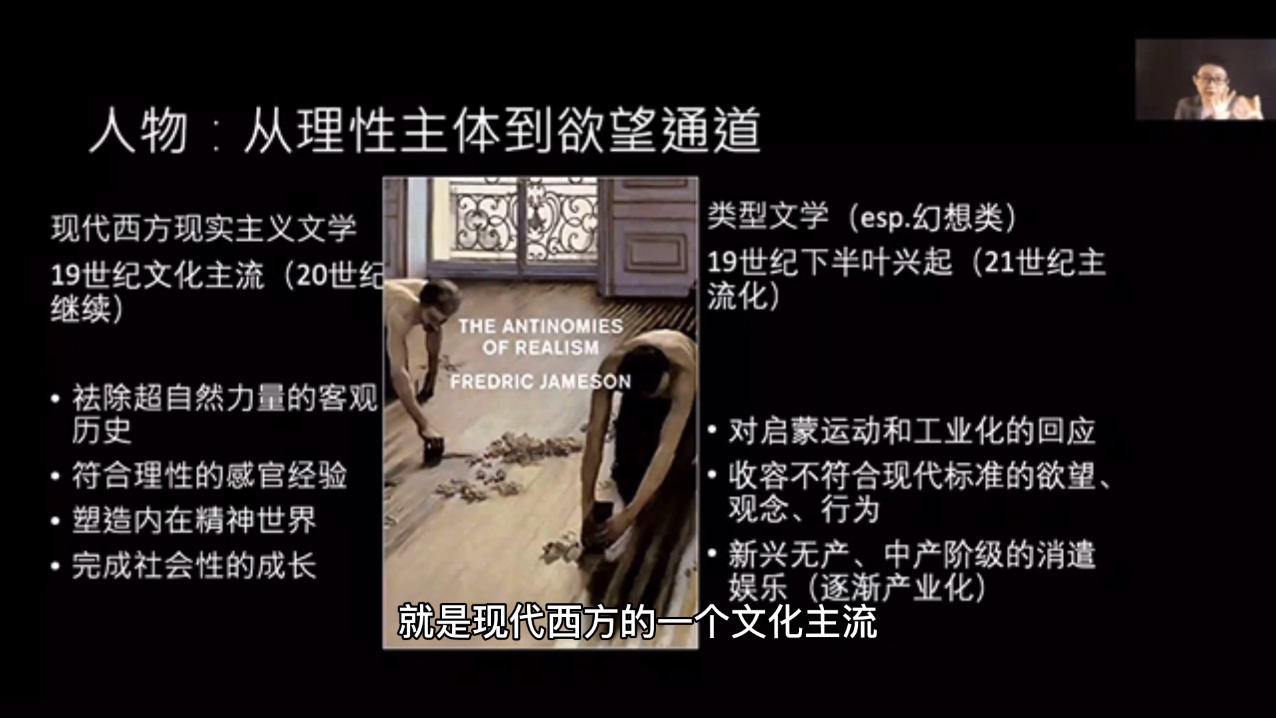 人物：从理性主体到欲望通道
现代西方现实主义文学
19世纪文化主流（20世纪
继续）
• 祛除超自然力量的客观
历史
• 符合理性的感官经验
• 塑造内在精神世界
• 完成社会性的成长
THE ANTINOMIES
OF REALISM
FREDRIC JAMESON
类型文学（esp.幻想类）
19世纪下半叶兴起（21世纪主
流化）
• 对启蒙运动和工业化的回应
• 收容不符合现代标准的欲望、
观念、行为
• 新兴无产、中产阶级的消遣
娱乐（逐渐产业化）
就是现代西方的一个文化主流